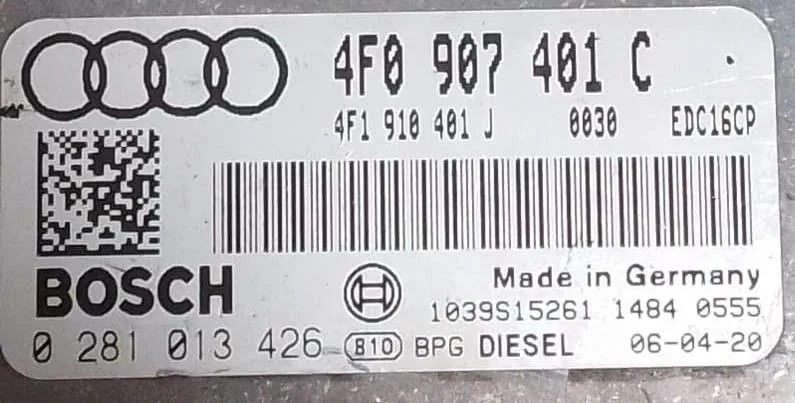 4F0 907 401 C
4F1 910 401 J 0030 EDC16CP
BOSCH
Made in Germany
1039S15261 1484 0555
0 281 013 426 B10 BPG DIESEL 06-04-20